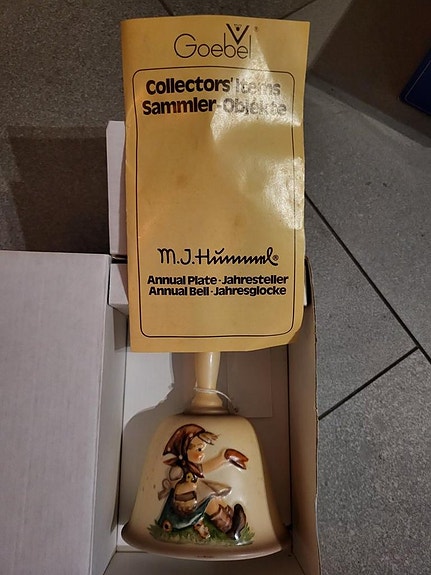 Goebel
Collectors' Items
Sammler-Objekte
M.J.Hummel®
Annual Plate·Jahresteller
Annual Bell·Jahresglocke